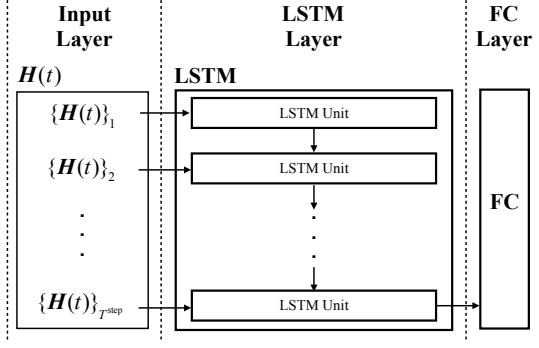 Input
Layer
LSTM
Layer
FC
Layer
H(t)
LSTM
{H(t)}₁
LSTM Unit
{H(t)}₂
LSTM Unit
FC
{H(t)}_{T^{step}}
LSTM Unit